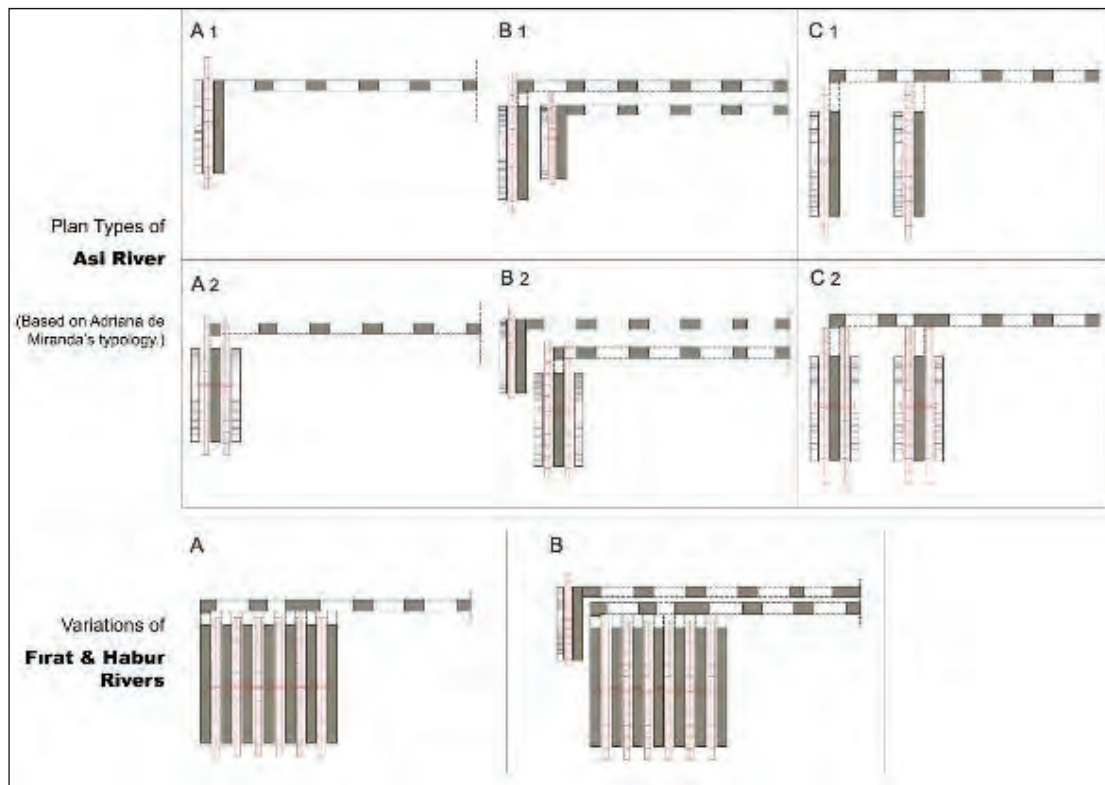 A 1
B 1
C 1
Plan Types of
Asi River
(Based on Adriana de
Miranda's typology.)
A 2
B 2
C 2
A
B
Variations of
Fırat & Habur
Rivers